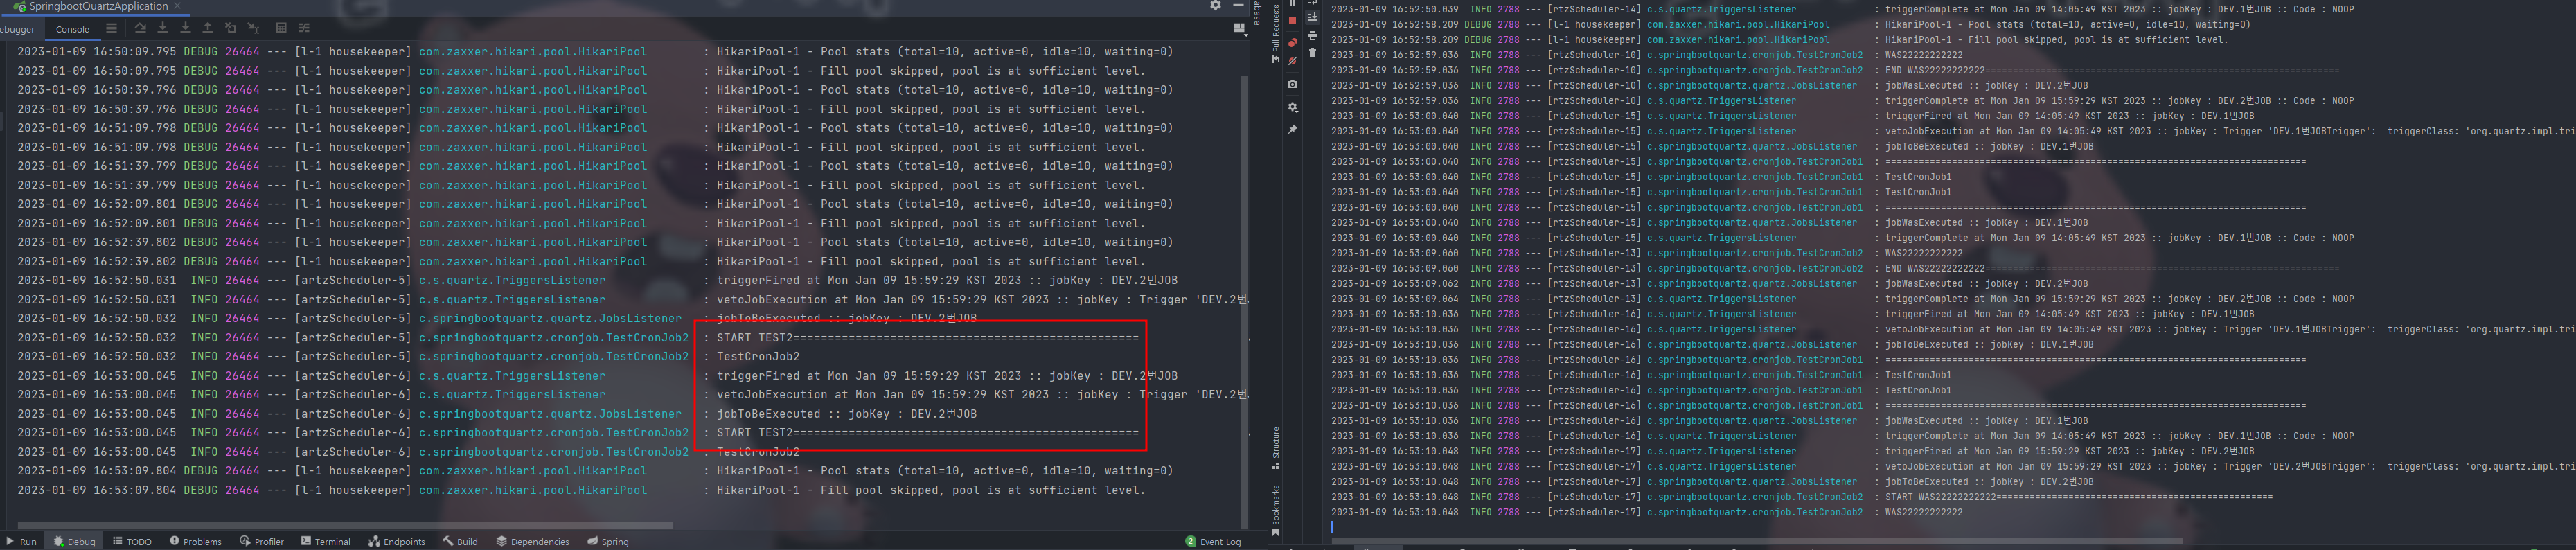 SpringbootQuartzApplication
ebugger
Console
2023-01-09 16:50:09.795 DEBUG 26464 --- [l-1 housekeeper] com.zaxxer.hikari.pool.HikariPool : HikariPool-1 - Pool stats (total=10, active=0, idle=10, waiting=0)
2023-01-09 16:50:09.795 DEBUG 26464 --- [l-1 housekeeper] com.zaxxer.hikari.pool.HikariPool : HikariPool-1 - Fill pool skipped, pool is at sufficient level.
2023-01-09 16:50:39.796 DEBUG 26464 --- [l-1 housekeeper] com.zaxxer.hikari.pool.HikariPool : HikariPool-1 - Pool stats (total=10, active=0, idle=10, waiting=0)
2023-01-09 16:50:39.796 DEBUG 26464 --- [l-1 housekeeper] com.zaxxer.hikari.pool.HikariPool : HikariPool-1 - Fill pool skipped, pool is at sufficient level.
2023-01-09 16:51:09.798 DEBUG 26464 --- [l-1 housekeeper] com.zaxxer.hikari.pool.HikariPool : HikariPool-1 - Pool stats (total=10, active=0, idle=10, waiting=0)
2023-01-09 16:51:09.798 DEBUG 26464 --- [l-1 housekeeper] com.zaxxer.hikari.pool.HikariPool : HikariPool-1 - Fill pool skipped, pool is at sufficient level.
2023-01-09 16:51:39.799 DEBUG 26464 --- [l-1 housekeeper] com.zaxxer.hikari.pool.HikariPool : HikariPool-1 - Pool stats (total=10, active=0, idle=10, waiting=0)
2023-01-09 16:51:39.799 DEBUG 26464 --- [l-1 housekeeper] com.zaxxer.hikari.pool.HikariPool : HikariPool-1 - Fill pool skipped, pool is at sufficient level.
2023-01-09 16:52:09.801 DEBUG 26464 --- [l-1 housekeeper] com.zaxxer.hikari.pool.HikariPool : HikariPool-1 - Pool stats (total=10, active=0, idle=10, waiting=0)
2023-01-09 16:52:09.801 DEBUG 26464 --- [l-1 housekeeper] com.zaxxer.hikari.pool.HikariPool : HikariPool-1 - Fill pool skipped, pool is at sufficient level.
2023-01-09 16:52:39.802 DEBUG 26464 --- [l-1 housekeeper] com.zaxxer.hikari.pool.HikariPool : HikariPool-1 - Pool stats (total=10, active=0, idle=10, waiting=0)
2023-01-09 16:52:39.802 DEBUG 26464 --- [l-1 housekeeper] com.zaxxer.hikari.pool.HikariPool : HikariPool-1 - Fill pool skipped, pool is at sufficient level.
2023-01-09 16:52:50.031 INFO 26464 --- [artzScheduler-5] c.s.quartz.TriggersListener : triggerFired at Mon Jan 09 15:59:29 KST 2023 :: jobKey : DEV.2번JOB
2023-01-09 16:52:50.031 INFO 26464 --- [artzScheduler-5] c.s.quartz.TriggersListener : vetoJobExecution at Mon Jan 09 15:59:29 KST 2023 :: jobKey : Trigger 'DEV.2번
2023-01-09 16:52:50.032 INFO 26464 --- [artzScheduler-5] c.springbootquartz.quartz.JobsListener : jobToBeExecuted :: jobKey : DEV.2번JOB
2023-01-09 16:52:50.032 INFO 26464 --- [artzScheduler-5] c.springbootquartz.cronjob.TestCronJob2 : START TEST2==================================================
2023-01-09 16:52:50.032 INFO 26464 --- [artzScheduler-5] c.springbootquartz.cronjob.TestCronJob2 : TestCronJob2
2023-01-09 16:53:00.045 INFO 26464 --- [artzScheduler-6] c.s.quartz.TriggersListener : triggerFired at Mon Jan 09 15:59:29 KST 2023 :: jobKey : DEV.2번JOB
2023-01-09 16:53:00.045 INFO 26464 --- [artzScheduler-6] c.s.quartz.TriggersListener : vetoJobExecution at Mon Jan 09 15:59:29 KST 2023 :: jobKey : Trigger 'DEV.2번
2023-01-09 16:53:00.045 INFO 26464 --- [artzScheduler-6] c.springbootquartz.quartz.JobsListener : jobToBeExecuted :: jobKey : DEV.2번JOB
2023-01-09 16:53:00.045 INFO 26464 --- [artzScheduler-6] c.springbootquartz.cronjob.TestCronJob2 : START TEST2==================================================
2023-01-09 16:53:00.045 INFO 26464 --- [artzScheduler-6] c.springbootquartz.cronjob.TestCronJob2 : TestCronJob2
2023-01-09 16:53:09.804 DEBUG 26464 --- [l-1 housekeeper] com.zaxxer.hikari.pool.HikariPool : HikariPool-1 - Pool stats (total=10, active=0, idle=10, waiting=0)
2023-01-09 16:53:09.804 DEBUG 26464 --- [l-1 housekeeper] com.zaxxer.hikari.pool.HikariPool : HikariPool-1 - Fill pool skipped, pool is at sufficient level.
Run Debug TODO Problems Profiler Terminal Endpoints Build Dependencies Spring 2 Event Log
abase
Pull Requests
Structure
Bookmarks
2023-01-09 16:52:50.039 INFO 2788 --- [rtzScheduler-14] c.s.quartz.TriggersListener : triggerComplete at Mon Jan 09 14:05:49 KST 2023 :: jobKey : DEV.1번JOB :: Code : NOOP
2023-01-09 16:52:58.209 DEBUG 2788 --- [l-1 housekeeper] com.zaxxer.hikari.pool.HikariPool : HikariPool-1 - Pool stats (total=10, active=0, idle=10, waiting=0)
2023-01-09 16:52:58.209 DEBUG 2788 --- [l-1 housekeeper] com.zaxxer.hikari.pool.HikariPool : HikariPool-1 - Fill pool skipped, pool is at sufficient level.
2023-01-09 16:52:59.036 INFO 2788 --- [rtzScheduler-10] c.springbootquartz.cronjob.TestCronJob2 : WAS22222222222
2023-01-09 16:52:59.036 INFO 2788 --- [rtzScheduler-10] c.springbootquartz.cronjob.TestCronJob2 : END WAS22222222222================================================================
2023-01-09 16:52:59.036 INFO 2788 --- [rtzScheduler-10] c.springbootquartz.quartz.JobsListener : jobWasExecuted :: jobKey : DEV.2번JOB
2023-01-09 16:52:59.036 INFO 2788 --- [rtzScheduler-10] c.s.quartz.TriggersListener : triggerComplete at Mon Jan 09 15:59:29 KST 2023 :: jobKey : DEV.2번JOB :: Code : NOOP
2023-01-09 16:53:00.040 INFO 2788 --- [rtzScheduler-15] c.s.quartz.TriggersListener : triggerFired at Mon Jan 09 14:05:49 KST 2023 :: jobKey : DEV.1번JOB
2023-01-09 16:53:00.040 INFO 2788 --- [rtzScheduler-15] c.s.quartz.TriggersListener : vetoJobExecution at Mon Jan 09 14:05:49 KST 2023 :: jobKey : Trigger 'DEV.1번JOBTrigger': triggerClass: 'org.quartz.impl.tri
2023-01-09 16:53:00.040 INFO 2788 --- [rtzScheduler-15] c.springbootquartz.quartz.JobsListener : jobToBeExecuted :: jobKey : DEV.1번JOB
2023-01-09 16:53:00.040 INFO 2788 --- [rtzScheduler-15] c.springbootquartz.cronjob.TestCronJob1 : ============================================================================
2023-01-09 16:53:00.040 INFO 2788 --- [rtzScheduler-15] c.springbootquartz.cronjob.TestCronJob1 : TestCronJob1
2023-01-09 16:53:00.040 INFO 2788 --- [rtzScheduler-15] c.springbootquartz.cronjob.TestCronJob1 : TestCronJob1
2023-01-09 16:53:00.040 INFO 2788 --- [rtzScheduler-15] c.springbootquartz.cronjob.TestCronJob1 : ============================================================================
2023-01-09 16:53:00.040 INFO 2788 --- [rtzScheduler-15] c.springbootquartz.quartz.JobsListener : jobWasExecuted :: jobKey : DEV.1번JOB
2023-01-09 16:53:00.040 INFO 2788 --- [rtzScheduler-15] c.s.quartz.TriggersListener : triggerComplete at Mon Jan 09 14:05:49 KST 2023 :: jobKey : DEV.1번JOB :: Code : NOOP
2023-01-09 16:53:09.060 INFO 2788 --- [rtzScheduler-13] c.springbootquartz.cronjob.TestCronJob2 : WAS22222222222
2023-01-09 16:53:09.060 INFO 2788 --- [rtzScheduler-13] c.springbootquartz.cronjob.TestCronJob2 : END WAS22222222222================================================================
2023-01-09 16:53:09.062 INFO 2788 --- [rtzScheduler-13] c.springbootquartz.quartz.JobsListener : jobWasExecuted :: jobKey : DEV.2번JOB
2023-01-09 16:53:09.064 INFO 2788 --- [rtzScheduler-13] c.s.quartz.TriggersListener : triggerComplete at Mon Jan 09 15:59:29 KST 2023 :: jobKey : DEV.2번JOB :: Code : NOOP
2023-01-09 16:53:10.036 INFO 2788 --- [rtzScheduler-16] c.s.quartz.TriggersListener : triggerFired at Mon Jan 09 14:05:49 KST 2023 :: jobKey : DEV.1번JOB
2023-01-09 16:53:10.036 INFO 2788 --- [rtzScheduler-16] c.s.quartz.TriggersListener : vetoJobExecution at Mon Jan 09 14:05:49 KST 2023 :: jobKey : Trigger 'DEV.1번JOBTrigger': triggerClass: 'org.quartz.impl.tri
2023-01-09 16:53:10.036 INFO 2788 --- [rtzScheduler-16] c.springbootquartz.quartz.JobsListener : jobToBeExecuted :: jobKey : DEV.1번JOB
2023-01-09 16:53:10.036 INFO 2788 --- [rtzScheduler-16] c.springbootquartz.cronjob.TestCronJob1 : ============================================================================
2023-01-09 16:53:10.036 INFO 2788 --- [rtzScheduler-16] c.springbootquartz.cronjob.TestCronJob1 : TestCronJob1
2023-01-09 16:53:10.036 INFO 2788 --- [rtzScheduler-16] c.springbootquartz.cronjob.TestCronJob1 : TestCronJob1
2023-01-09 16:53:10.036 INFO 2788 --- [rtzScheduler-16] c.springbootquartz.cronjob.TestCronJob1 : ============================================================================
2023-01-09 16:53:10.036 INFO 2788 --- [rtzScheduler-16] c.springbootquartz.quartz.JobsListener : jobWasExecuted :: jobKey : DEV.1번JOB
2023-01-09 16:53:10.036 INFO 2788 --- [rtzScheduler-16] c.s.quartz.TriggersListener : triggerComplete at Mon Jan 09 14:05:49 KST 2023 :: jobKey : DEV.1번JOB :: Code : NOOP
2023-01-09 16:53:10.048 INFO 2788 --- [rtzScheduler-17] c.s.quartz.TriggersListener : triggerFired at Mon Jan 09 15:59:29 KST 2023 :: jobKey : DEV.2번JOB
2023-01-09 16:53:10.048 INFO 2788 --- [rtzScheduler-17] c.s.quartz.TriggersListener : vetoJobExecution at Mon Jan 09 15:59:29 KST 2023 :: jobKey : Trigger 'DEV.2번JOBTrigger': triggerClass: 'org.quartz.impl.tri
2023-01-09 16:53:10.048 INFO 2788 --- [rtzScheduler-17] c.springbootquartz.quartz.JobsListener : jobToBeExecuted :: jobKey : DEV.2번JOB
2023-01-09 16:53:10.048 INFO 2788 --- [rtzScheduler-17] c.springbootquartz.cronjob.TestCronJob2 : START WAS22222222222==================================================
2023-01-09 16:53:10.048 INFO 2788 --- [rtzScheduler-17] c.springbootquartz.cronjob.TestCronJob2 : WAS22222222222